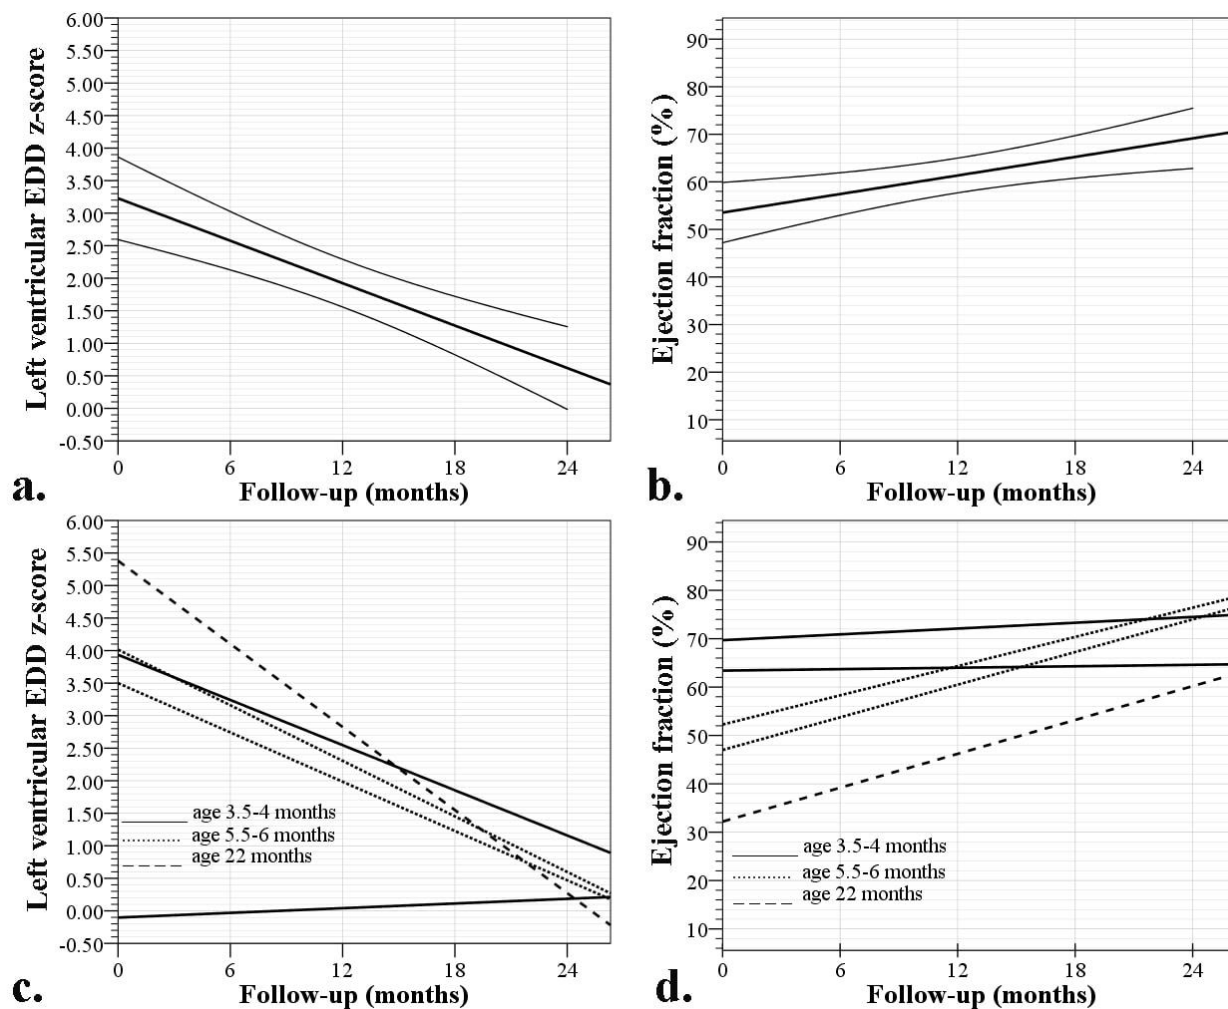 6.00
5.50
5.00
4.50
4.00
3.50
3.00
2.50
2.00
1.50
1.00
0.50
0.00
-0.50
Left ventricular EDD z-score
0 6 12 18 24
Follow-up (months)
a.
90
80
70
60
50
40
30
20
10
Ejection fraction (%)
0 6 12 18 24
Follow-up (months)
b.
6.00
5.50
5.00
4.50
4.00
3.50
3.00
2.50
2.00
1.50
1.00
0.50
0.00
-0.50
Left ventricular EDD z-score
age 3.5-4 months
age 5.5-6 months
age 22 months
0 6 12 18 24
Follow-up (months)
c.
90
80
70
60
50
40
30
20
10
Ejection fraction (%)
age 3.5-4 months
age 5.5-6 months
age 22 months
0 6 12 18 24
Follow-up (months)
d.